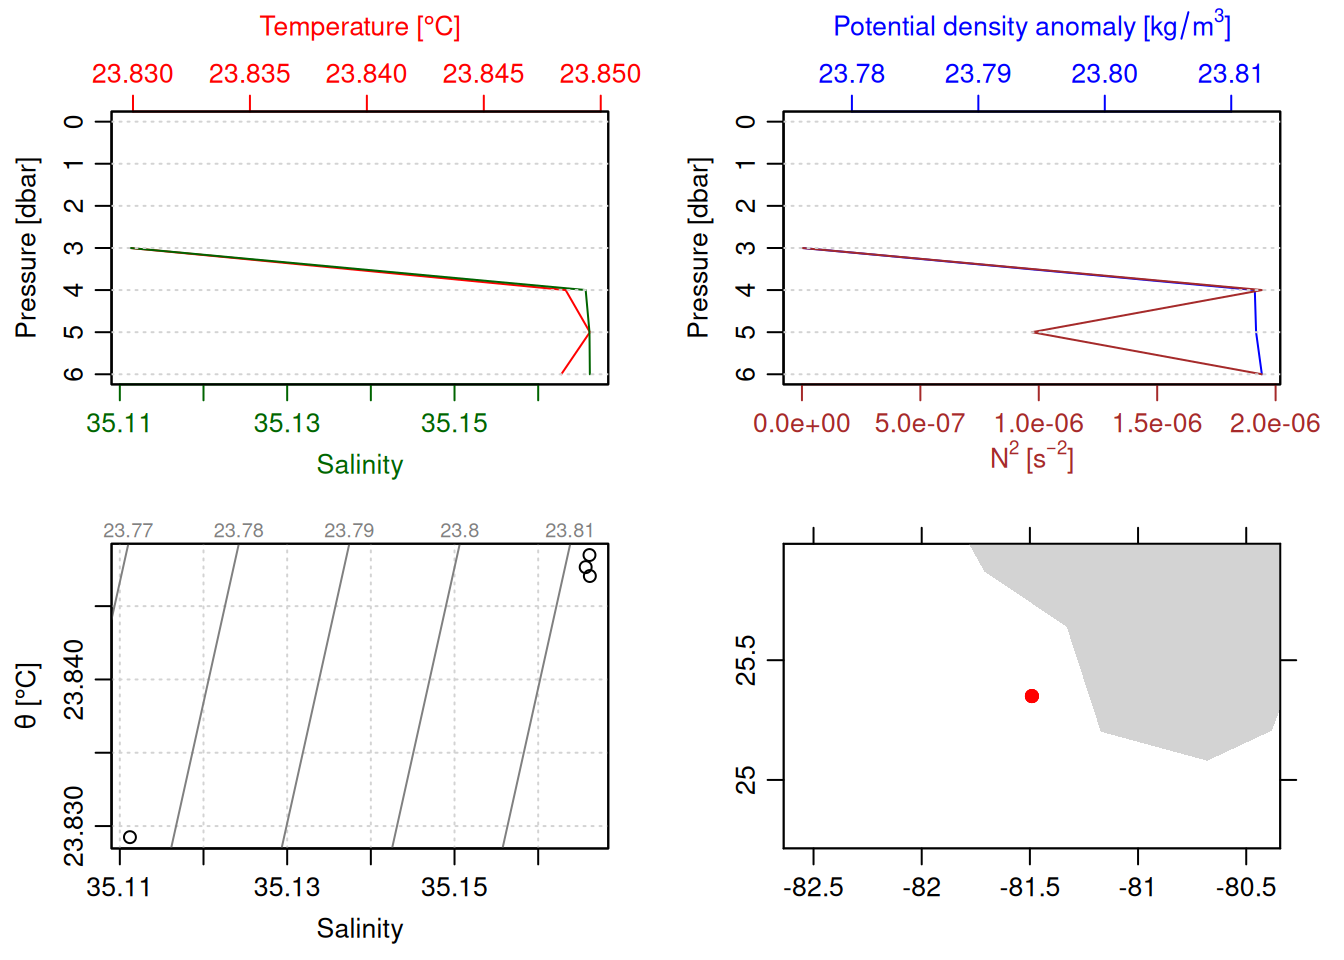 Temperature [°C]
23.830 23.835 23.840 23.845 23.850
Pressure [dbar]
0
1
2
3
4
5
6
35.11 35.13 35.15
Salinity
Potential density anomaly [kg/m³]
23.78 23.79 23.80 23.81
Pressure [dbar]
0
1
2
3
4
5
6
0.0e+00 5.0e-07 1.0e-06 1.5e-06 2.0e-06
N² [s⁻²]
23.77 23.78 23.79 23.8 23.81
θ [°C]
23.840
23.830
35.11 35.13 35.15
Salinity
25.5
25
-82.5 -82 -81.5 -81 -80.5